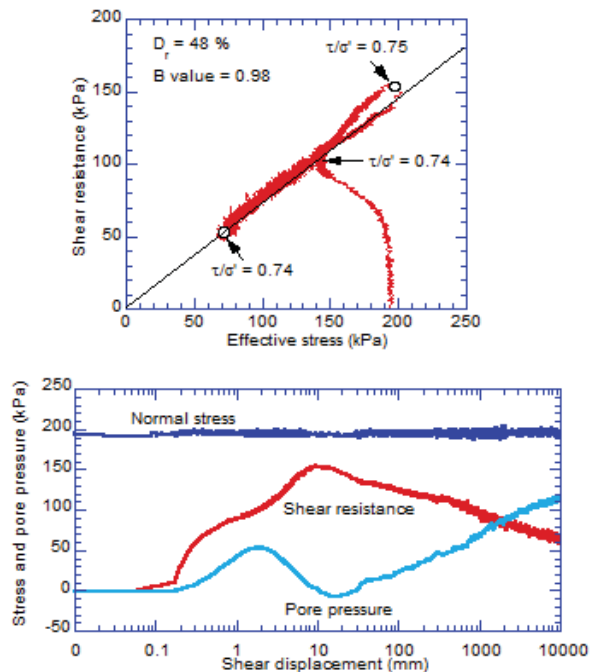 200
150
100
50
0
Shear resistance (kPa)
D_r = 48 %
B value = 0.98
τ/σ' = 0.75
τ/σ' = 0.74
τ/σ' = 0.74
0 50 100 150 200 250
Effective stress (kPa)
250
200
150
100
50
0
-50
Stress and pore pressure (kPa)
Normal stress
Shear resistance
Pore pressure
0 0.1 1 10 100 1000 10000
Shear displacement (mm)